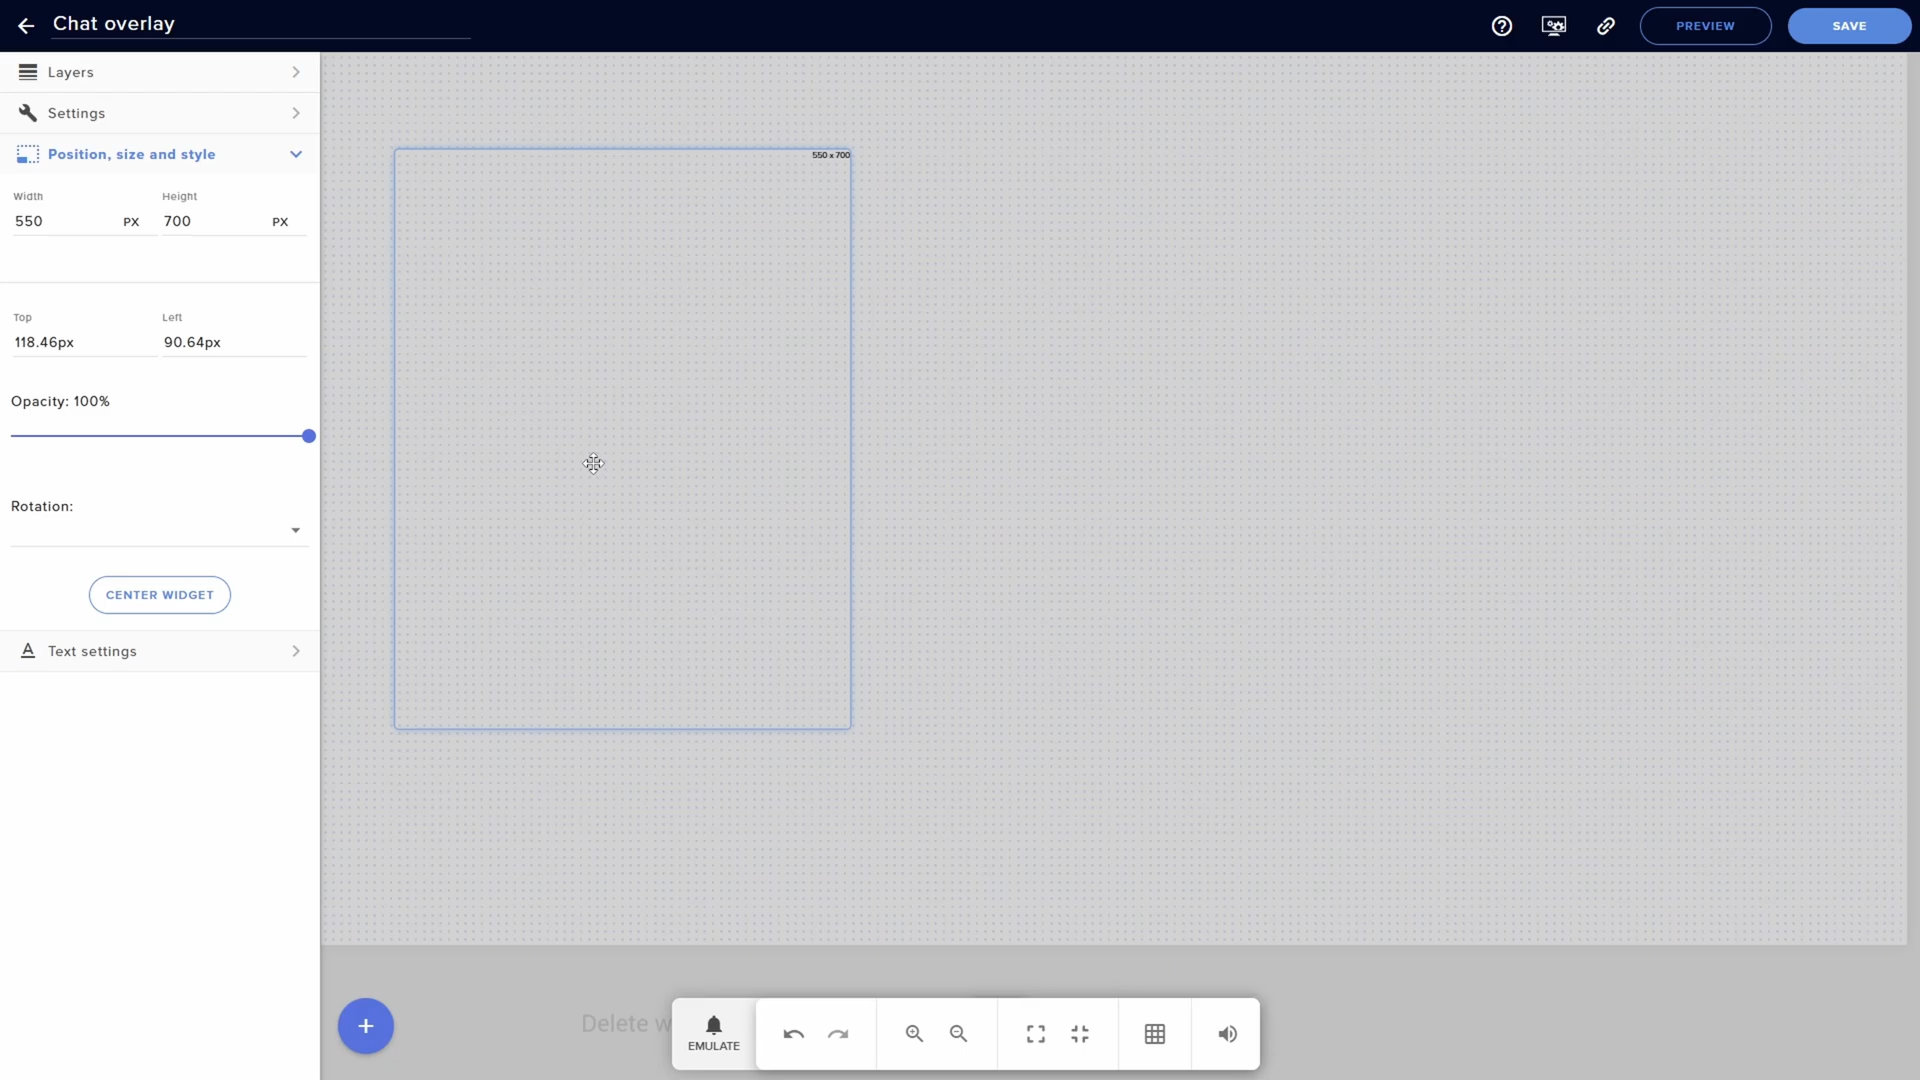 Chat overlay
PREVIEW
SAVE
Layers
Settings
Position, size and style
Width
Height
550 PX
700 PX
Top
Left
118.46px
90.64px
Opacity: 100%
Rotation:
CENTER WIDGET
Text settings
550 x 700
Delete
EMULATE